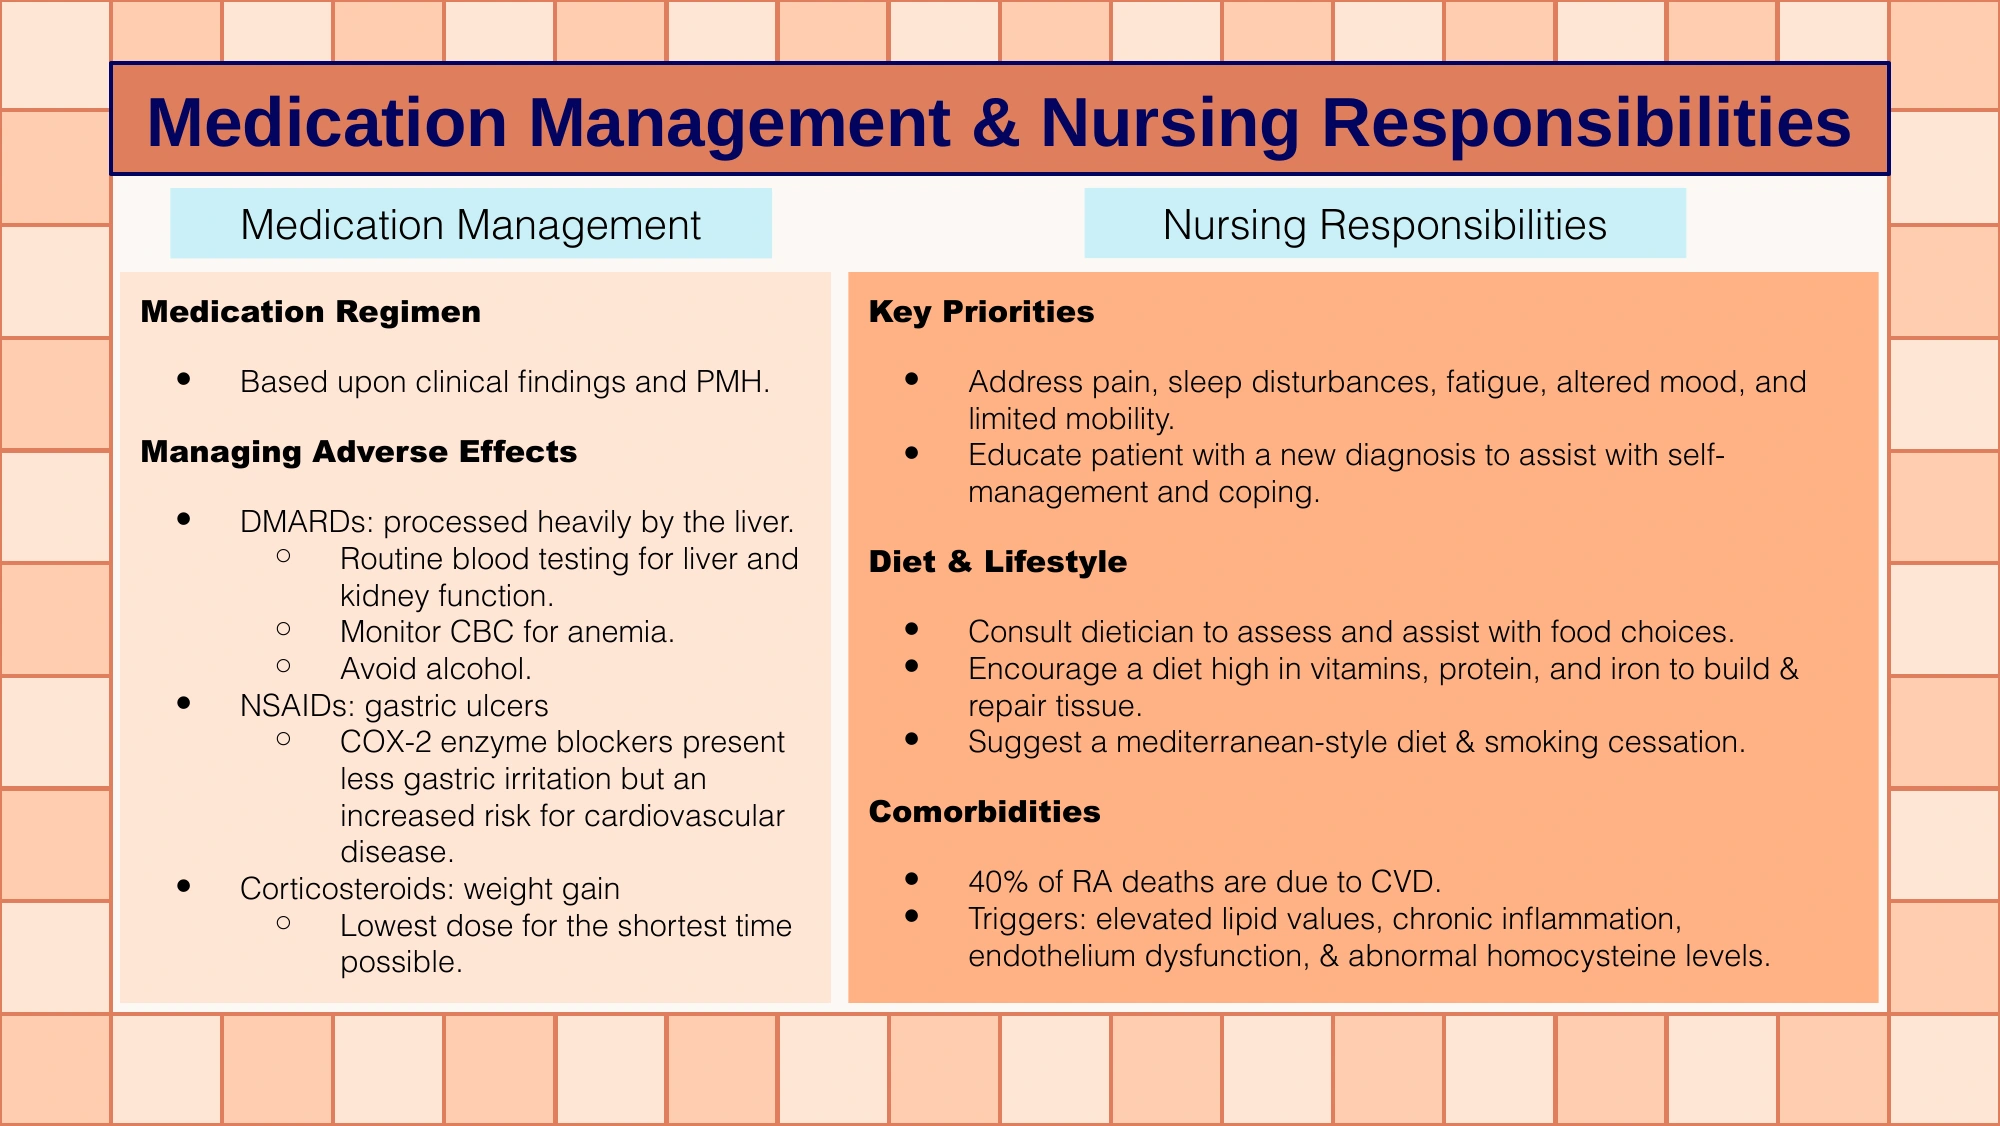 Medication Management & Nursing Responsibilities
Medication Management
Medication Regimen
● Based upon clinical findings and PMH.
Managing Adverse Effects
● DMARDs: processed heavily by the liver.
○ Routine blood testing for liver and
kidney function.
○ Monitor CBC for anemia.
○ Avoid alcohol.
● NSAIDs: gastric ulcers
○ COX-2 enzyme blockers present
less gastric irritation but an
increased risk for cardiovascular
disease.
● Corticosteroids: weight gain
○ Lowest dose for the shortest time
possible.
Nursing Responsibilities
Key Priorities
● Address pain, sleep disturbances, fatigue, altered mood, and
limited mobility.
● Educate patient with a new diagnosis to assist with self-
management and coping.
Diet & Lifestyle
● Consult dietician to assess and assist with food choices.
● Encourage a diet high in vitamins, protein, and iron to build &
repair tissue.
● Suggest a mediterranean-style diet & smoking cessation.
Comorbidities
● 40% of RA deaths are due to CVD.
● Triggers: elevated lipid values, chronic inflammation,
endothelium dysfunction, & abnormal homocysteine levels.